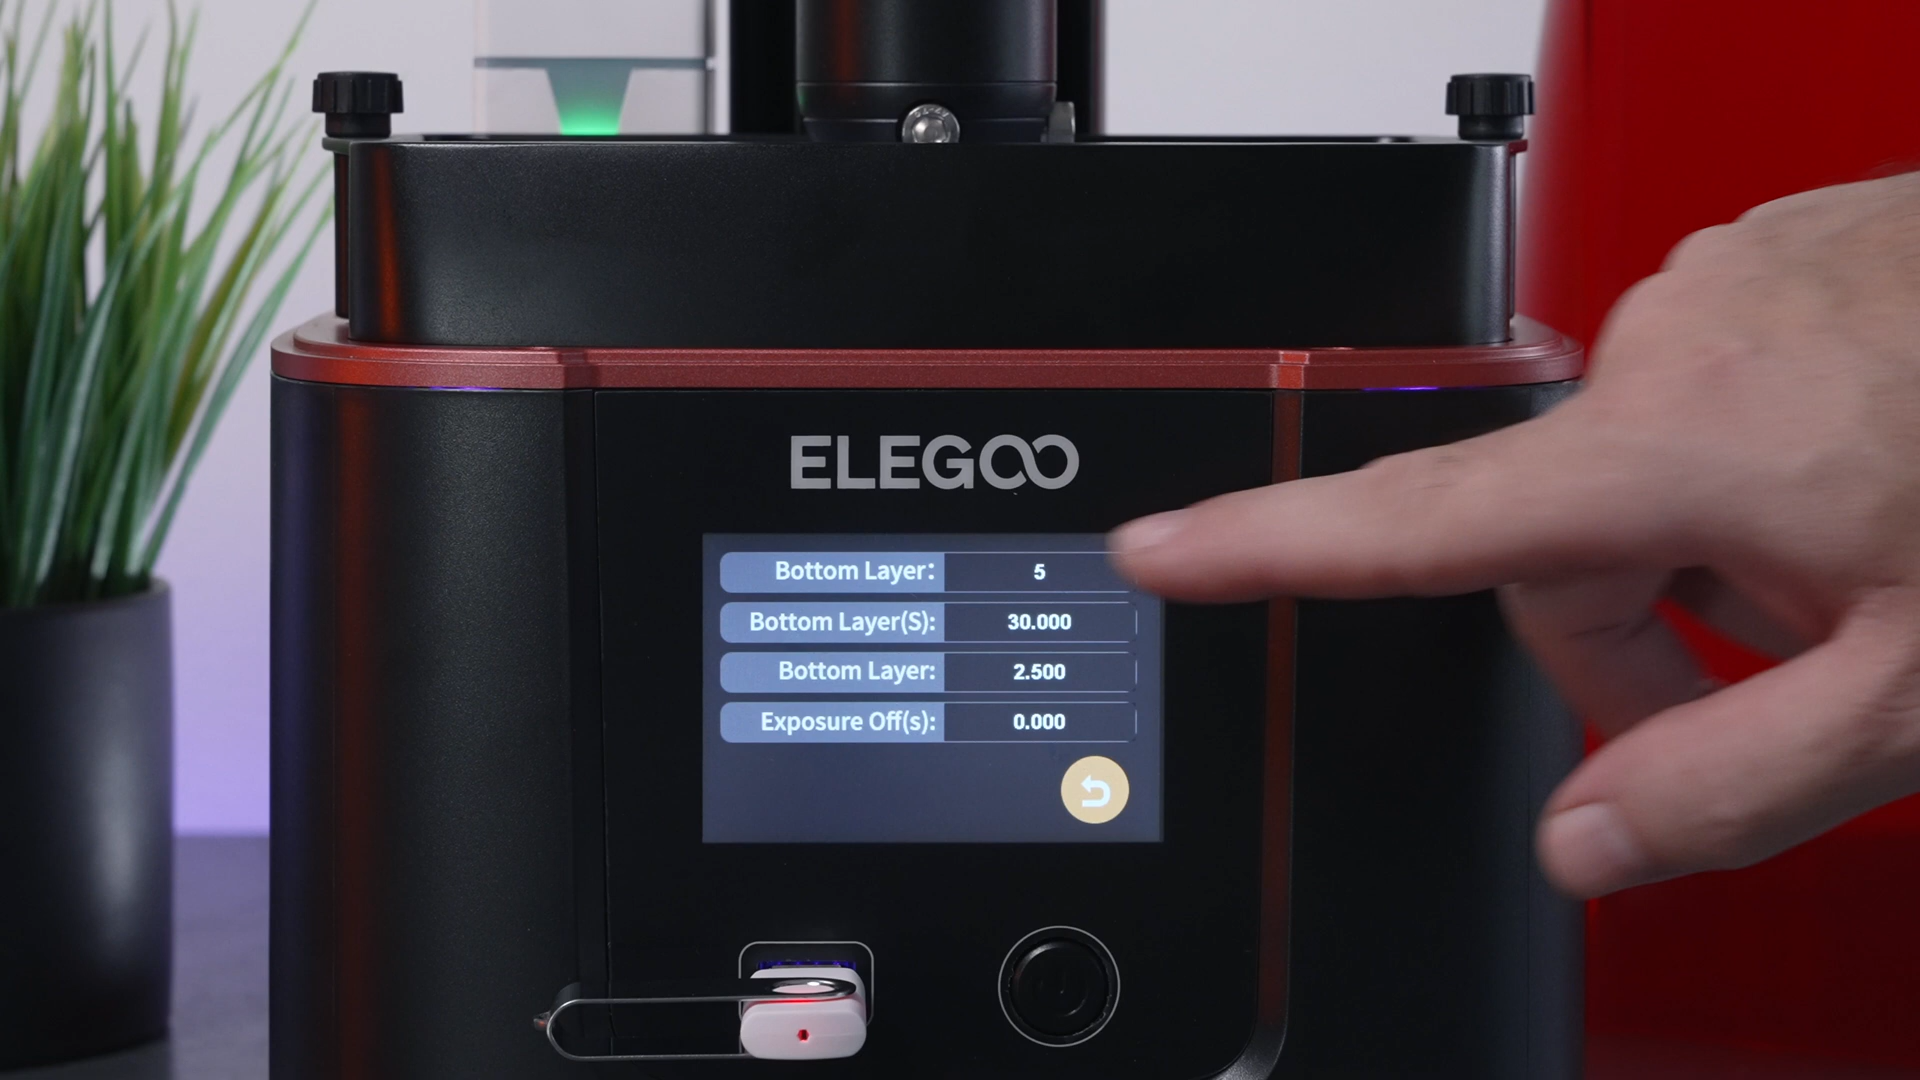 ELEGOO
Bottom Layer: 5
Bottom Layer(S): 30.000
Bottom Layer: 2.500
Exposure Off(s): 0.000